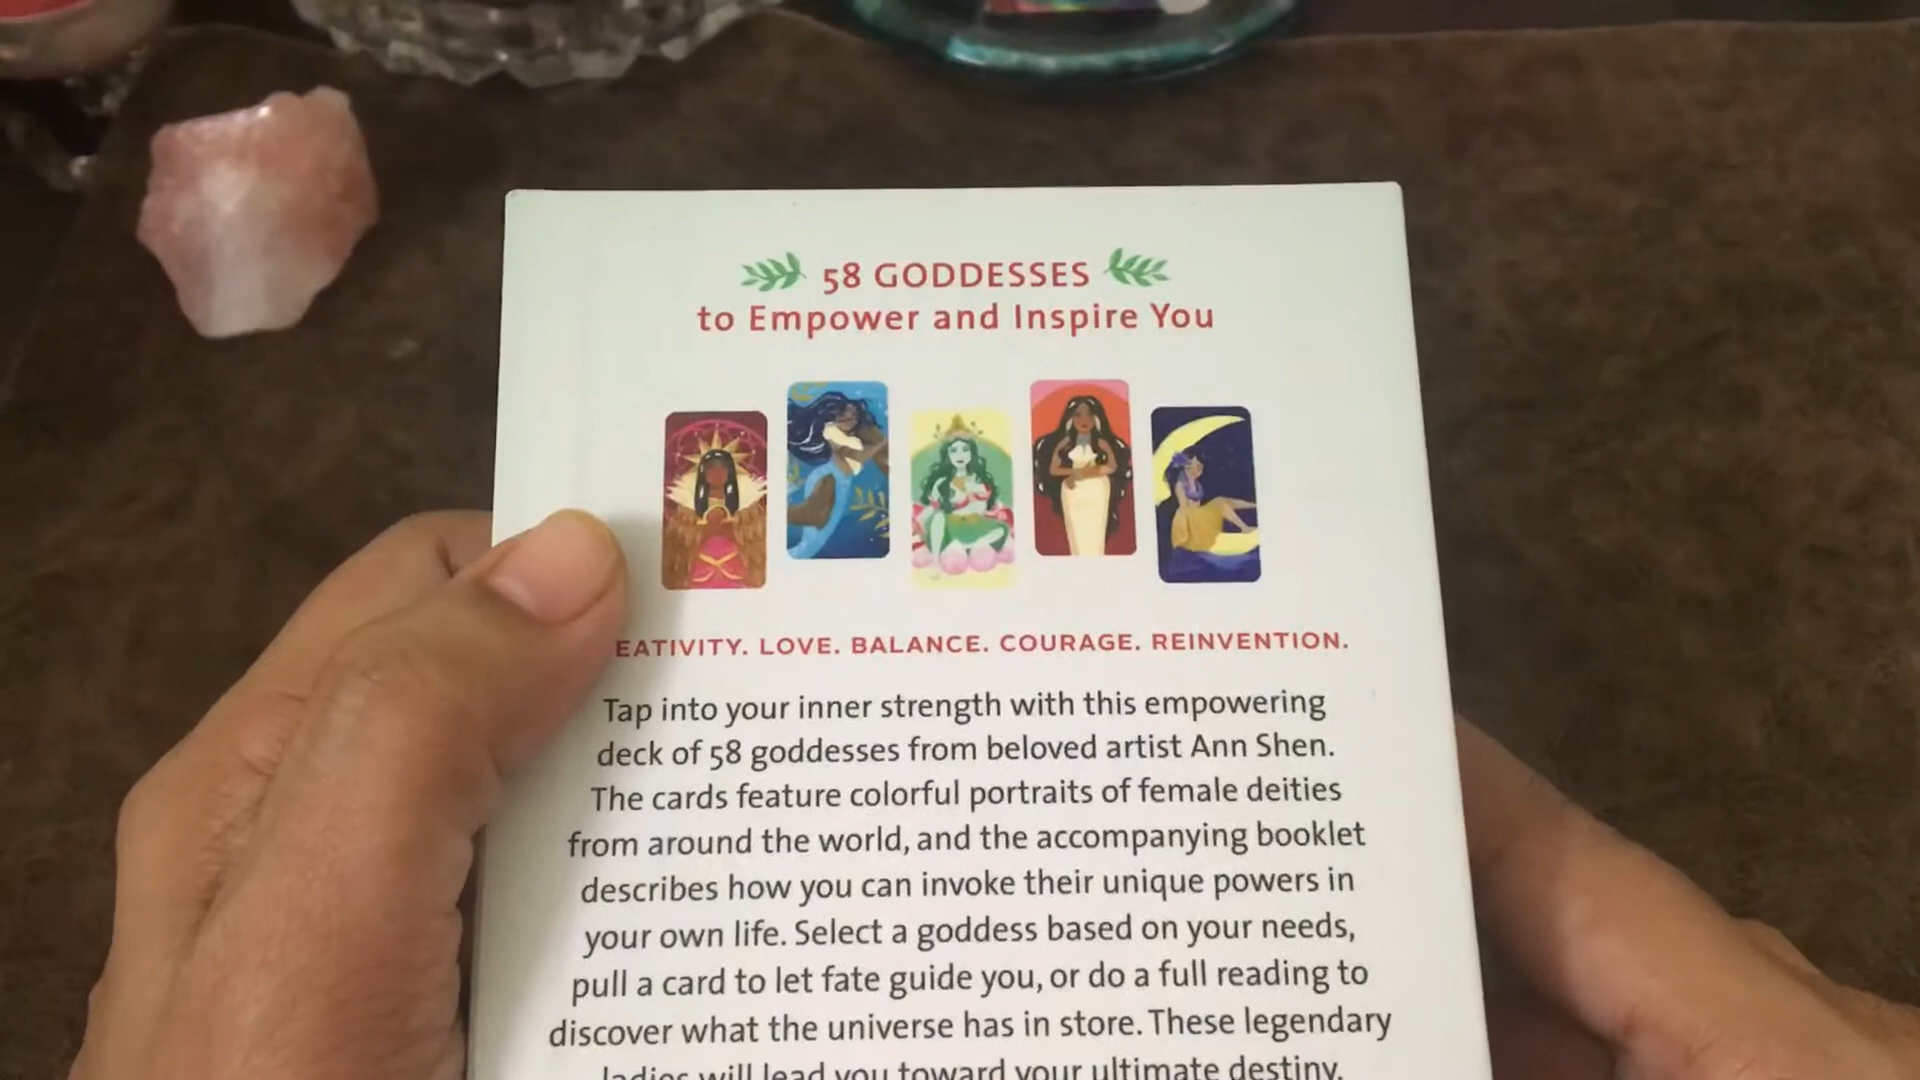 58 GODDESSES
to Empower and Inspire You
EATIVITY. LOVE. BALANCE. COURAGE. REINVENTION.
Tap into your inner strength with this empowering
deck of 58 goddesses from beloved artist Ann Shen.
The cards feature colorful portraits of female deities
from around the world, and the accompanying booklet
describes how you can invoke their unique powers in
your own life. Select a goddess based on your needs,
pull a card to let fate guide you, or do a full reading to
discover what the universe has in store. These legendary
ladies will lead you toward your ultimate destiny.